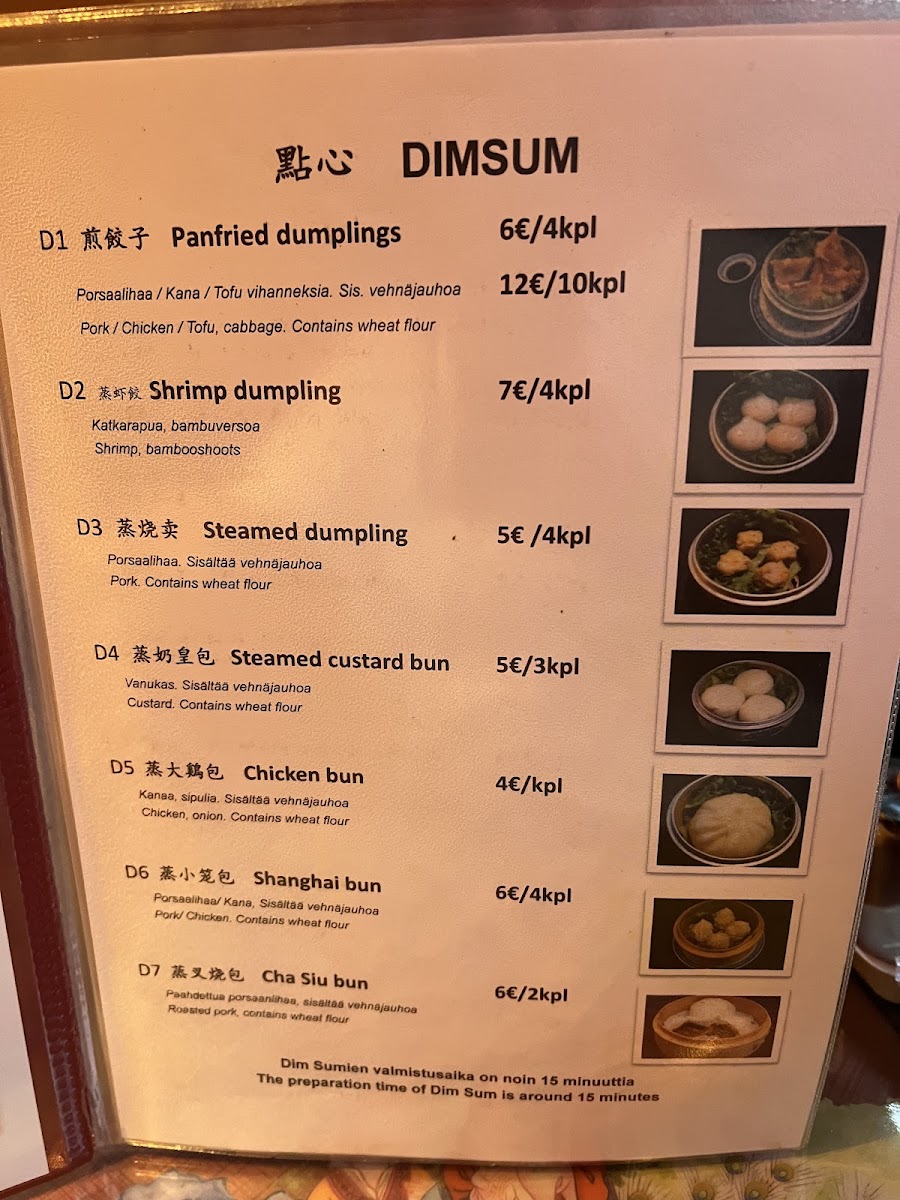 點心 DIMSUM
D1 煎餃子 Panfried dumplings 6€/4kpl
Porsaalihaa / Kana / Tofu vihanneksia. Sis. vehnäjauhoa 12€/10kpl
Pork / Chicken / Tofu, cabbage. Contains wheat flour
D2 蒸虾餃 Shrimp dumpling 7€/4kpl
Katkarapua, bambuversoa
Shrimp, bambooshoots
D3 蒸烧卖 Steamed dumpling 5€ /4kpl
Porsaalihaa. Sisältää vehnäjauhoa
Pork. Contains wheat flour
D4 蒸奶皇包 Steamed custard bun 5€/3kpl
Vanukas. Sisältää vehnäjauhoa
Custard. Contains wheat flour
D5 蒸大鷄包 Chicken bun 4€/kpl
Kanaa, sipulia. Sisältää vehnäjauhoa
Chicken, onion. Contains wheat flour
D6 蒸小笼包 Shanghai bun 6€/4kpl
Porsaalihaa/ Kana, Sisältää vehnäjauhoa
Pork/ Chicken. Contains wheat flour
D7 蒸叉烧包 Cha Siu bun 6€/2kpl
Paahdettua porsaanlihaa, sisältää vehnäjauhoa
Roasted pork, contains wheat flour
Dim Sumien valmistusaika on noin 15 minuuttia
The preparation time of Dim Sum is around 15 minutes